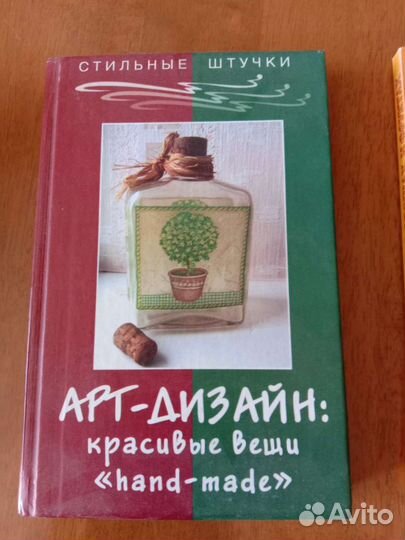 СТИЛЬНЫЕ ШТУЧКИ
АРТ-ДИЗАЙН:
красивые вещи
«hand-made»
Avito